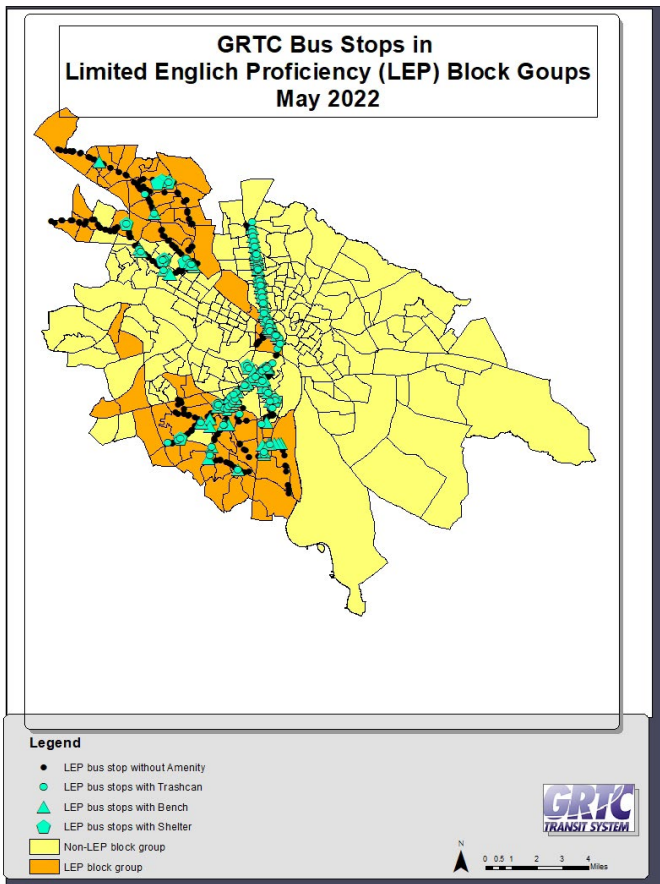 GRTC Bus Stops in
Limited Englich Proficiency (LEP) Block Goups
May 2022
Legend
LEP bus stop without Amenity
LEP bus stops with Trashcan
LEP bus stops with Bench
LEP bus stops with Shelter
Non-LEP block group
LEP block group
GRTC
TRANSIT SYSTEM
N
0 0.5 1 2 3 4
Miles